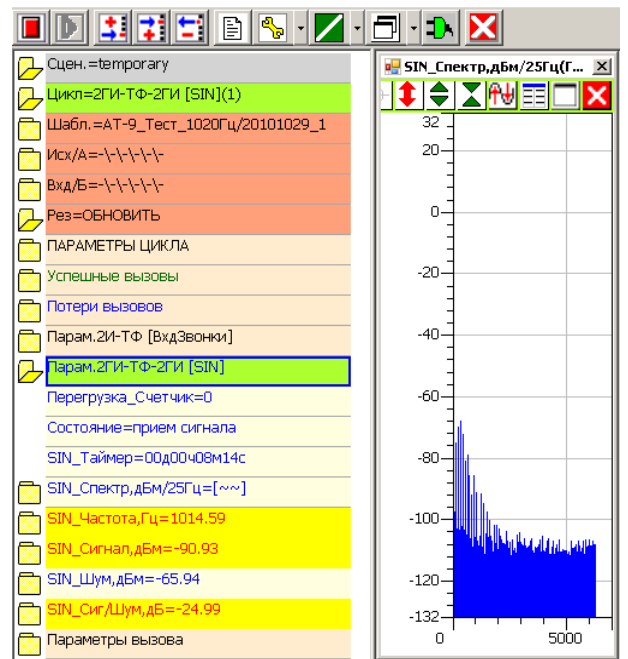 Сцен.=temporary
Цикл=2ГИ-ТФ-2ГИ [SIN](1)
Шабл.=АТ-9_Тест_1020Гц/20101029_1
Исх/А=-\-\-\-\-\-
Вхд/Б=-\-\-\-\-\-
Рез=ОБНОВИТЬ
ПАРАМЕТРЫ ЦИКЛА
Успешные вызовы
Потери вызовов
Парам.2И-ТФ [ВхдЗвонки]
Парам.2ГИ-ТФ-2ГИ [SIN]
Перегрузка_Счетчик=0
Состояние=прием сигнала
SIN_Таймер=00д00ч08м14с
SIN_Спектр,дБм/25Гц=[~~]
SIN_Частота,Гц=1014.59
SIN_Сигнал,дБм=-90.93
SIN_Шум,дБм=-65.94
SIN_Сиг/Шум,дБ=-24.99
Параметры вызова
SIN_Спектр,дБм/25Гц(Г...
32
20
0
-20
-40
-60
-80
-100
-120
-132
0 5000